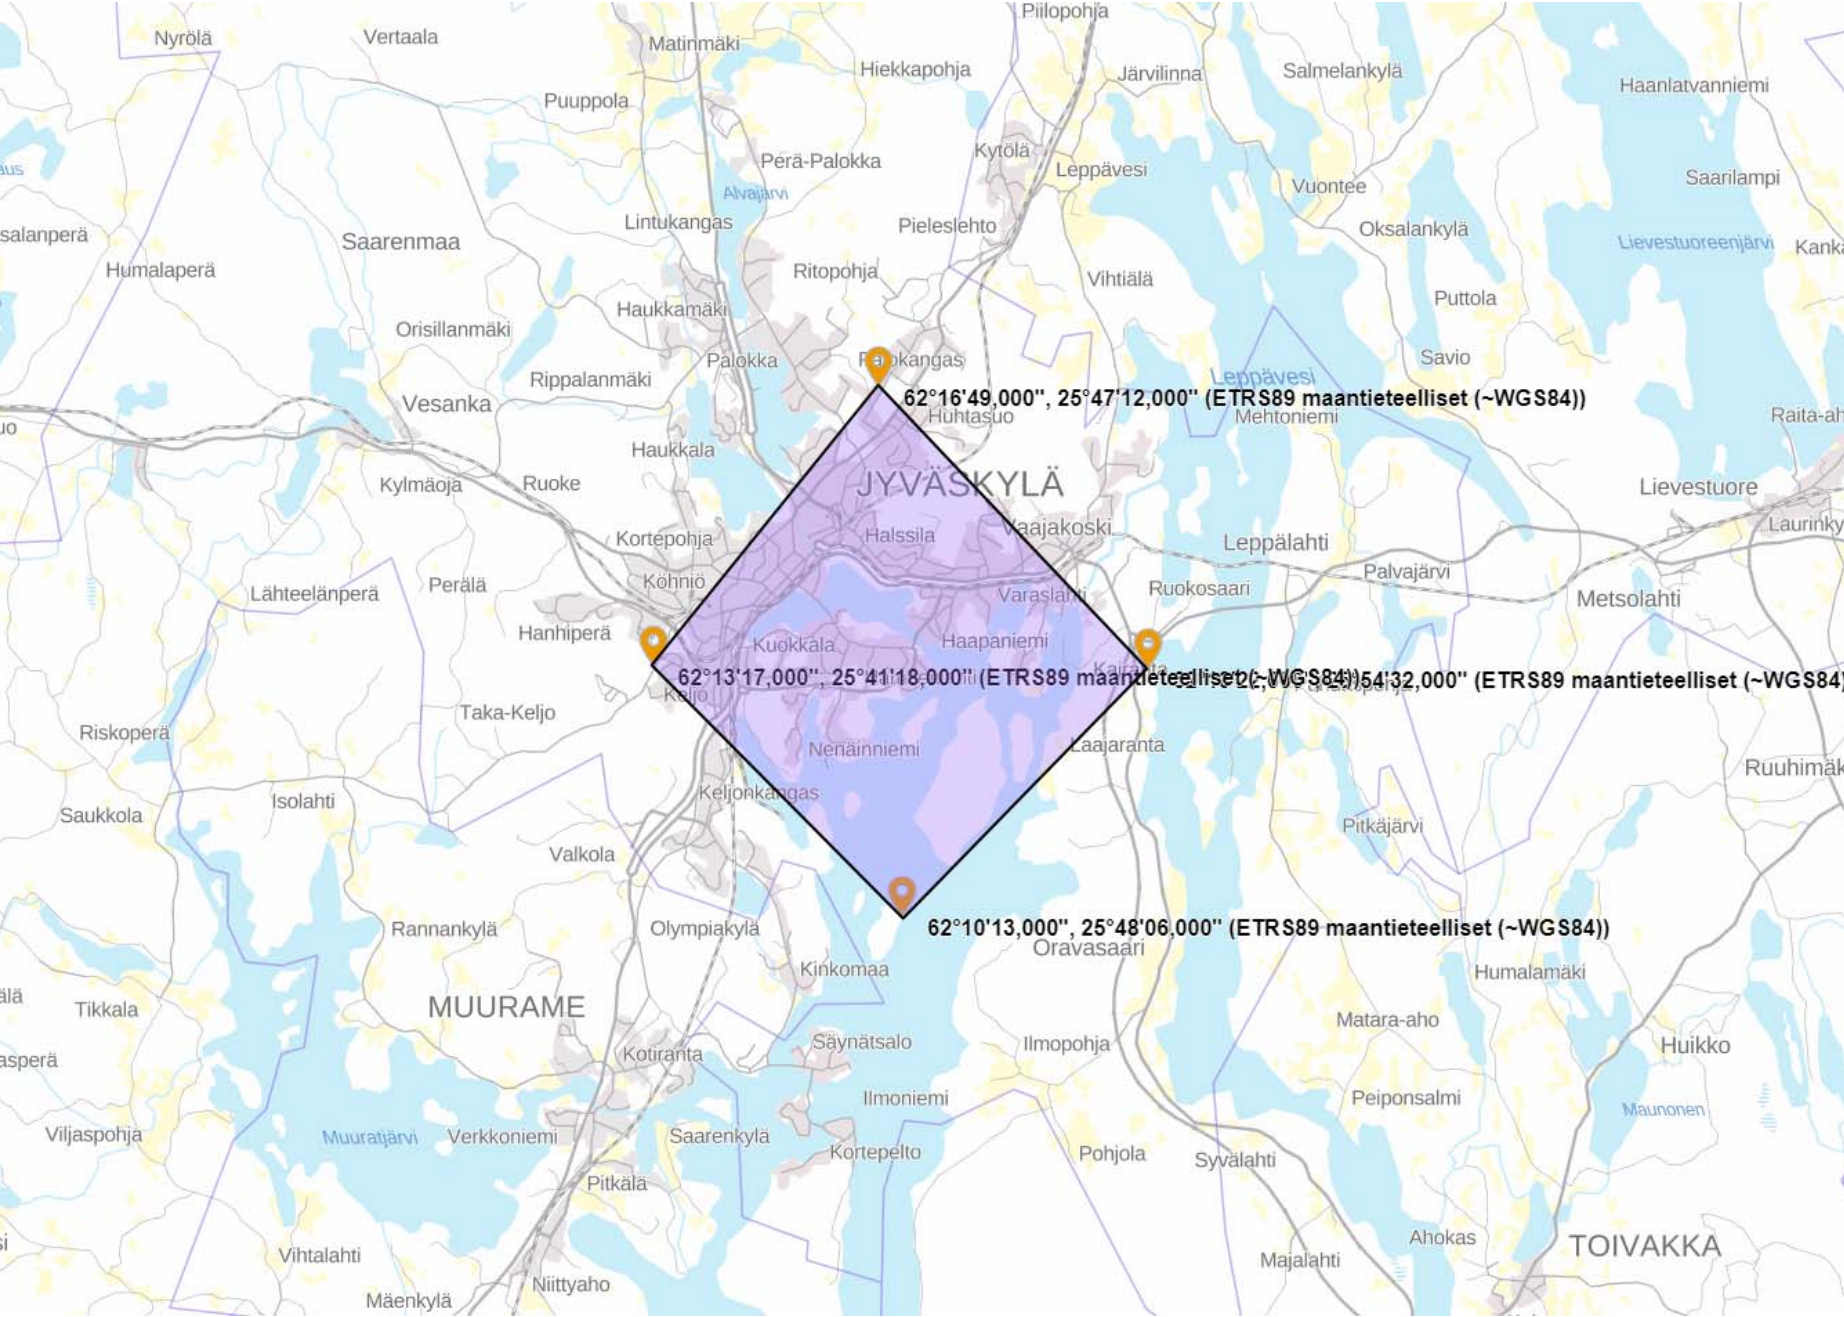 Piilopohja
Nyrölä
Vertaala
Matinmäki
Hiekkapohja
Järvilinna
Salmelankylä
Haanlatvanniemi
Puuppola
Perä-Palokka
Kytölä
Leppävesi
Saarilampi
Vuontee
Alvajärvi
Lintukangas
Pieleslehto
Oksalankylä
salanperä
Saarenmaa
Lievestuoreenjärvi
Humalaperä
Ritopohja
Vihtiälä
Puttola
Haukkamäki
Orisillanmäki
Palokka
Savio
Rippalanmäki
Leppävesi
62°16'49,000", 25°47'12,000" (ETRS89 maantieteelliset (~WGS84))
Vesanka
Huhtasuo
Mehtoniemi
Haukkala
Kylmäoja
Ruoke
JYVÄSKYLÄ
Lievestuore
Vaajakoski
Kortepohja
Halssila
Leppälahti
Palvajärvi
Köhniö
Perälä
Lähteelänperä
Varaslahti
Ruokosaari
Metsolahti
Hanhiperä
Kuokkala
Haapaniemi
62°13'17,000", 25°41'18,000" (ETRS89 maantieteelliset (~WGS84))
54'32,000" (ETRS89 maantieteelliset (~WGS84)
Keljo
Taka-Keljo
Riskoperä
Nenäinniemi
Laajaranta
Keljonkangas
Isolahti
Saukkola
Pitkäjärvi
Valkola
Rannankylä
Olympiakylä
62°10'13,000", 25°48'06,000" (ETRS89 maantieteelliset (~WGS84))
Oravasaari
Kinkomaa
Humalamäki
Tikkala
MUURAME
Matara-aho
Säynätsalo
Ilmopohja
Huikko
Kotiranta
asperä
Ilmoniemi
Peiponsalmi
Maunonen
Viljaspohja
Muuratjärvi
Verkkoniemi
Saarenkylä
Kortepelto
Pohjola
Syvälahti
Pitkälä
Ahokas
TOIVAKKA
Vihtalahti
Majalahti
Niittyaho
Mäenkylä